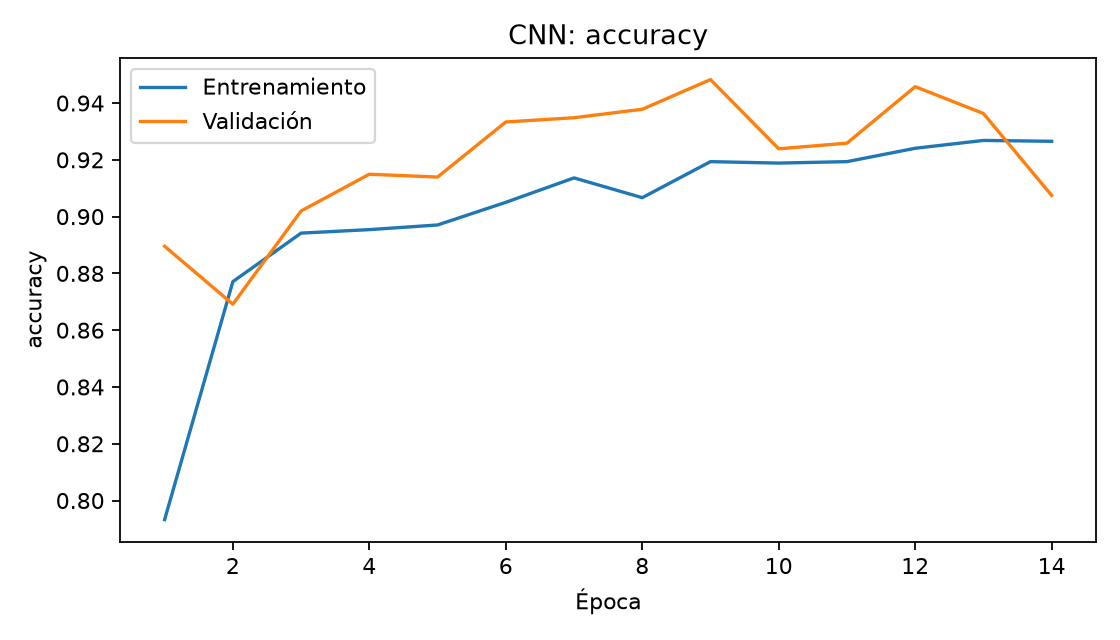 CNN: accuracy
Entrenamiento
Validación
accuracy
0.94
0.92
0.90
0.88
0.86
0.84
0.82
0.80
2 4 6 8 10 12 14
Época